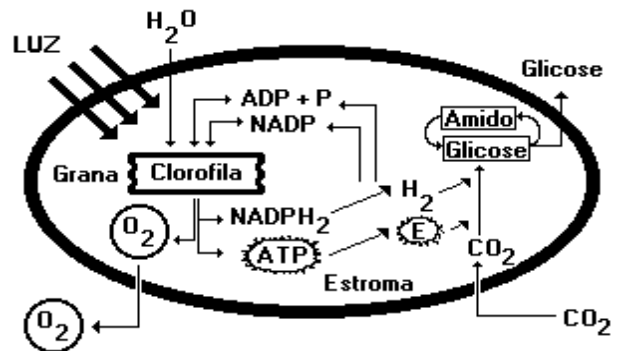 H2O
LUZ
Glicose
ADP + P
NADP
Amido
Glicose
Grana
Clorofila
H2
NADPH2
O2
ATP
E
CO2
Estroma
O2
CO2